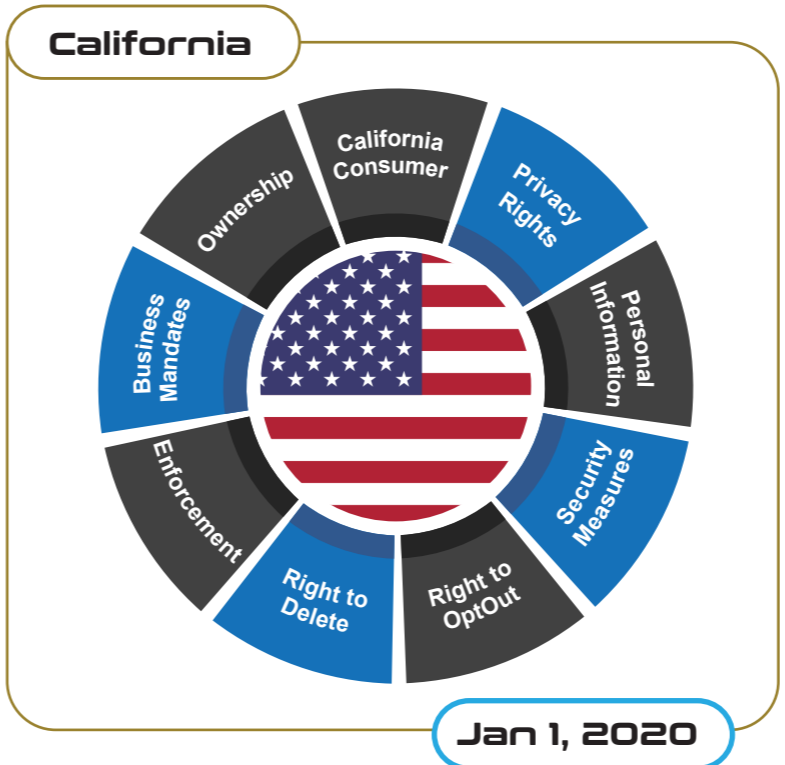 California
California
Consumer
Privacy
Rights
Personal
Information
Security
Measures
Right to
OptOut
Right to
Delete
Enforcement
Business
Mandates
Ownership
Jan 1, 2020